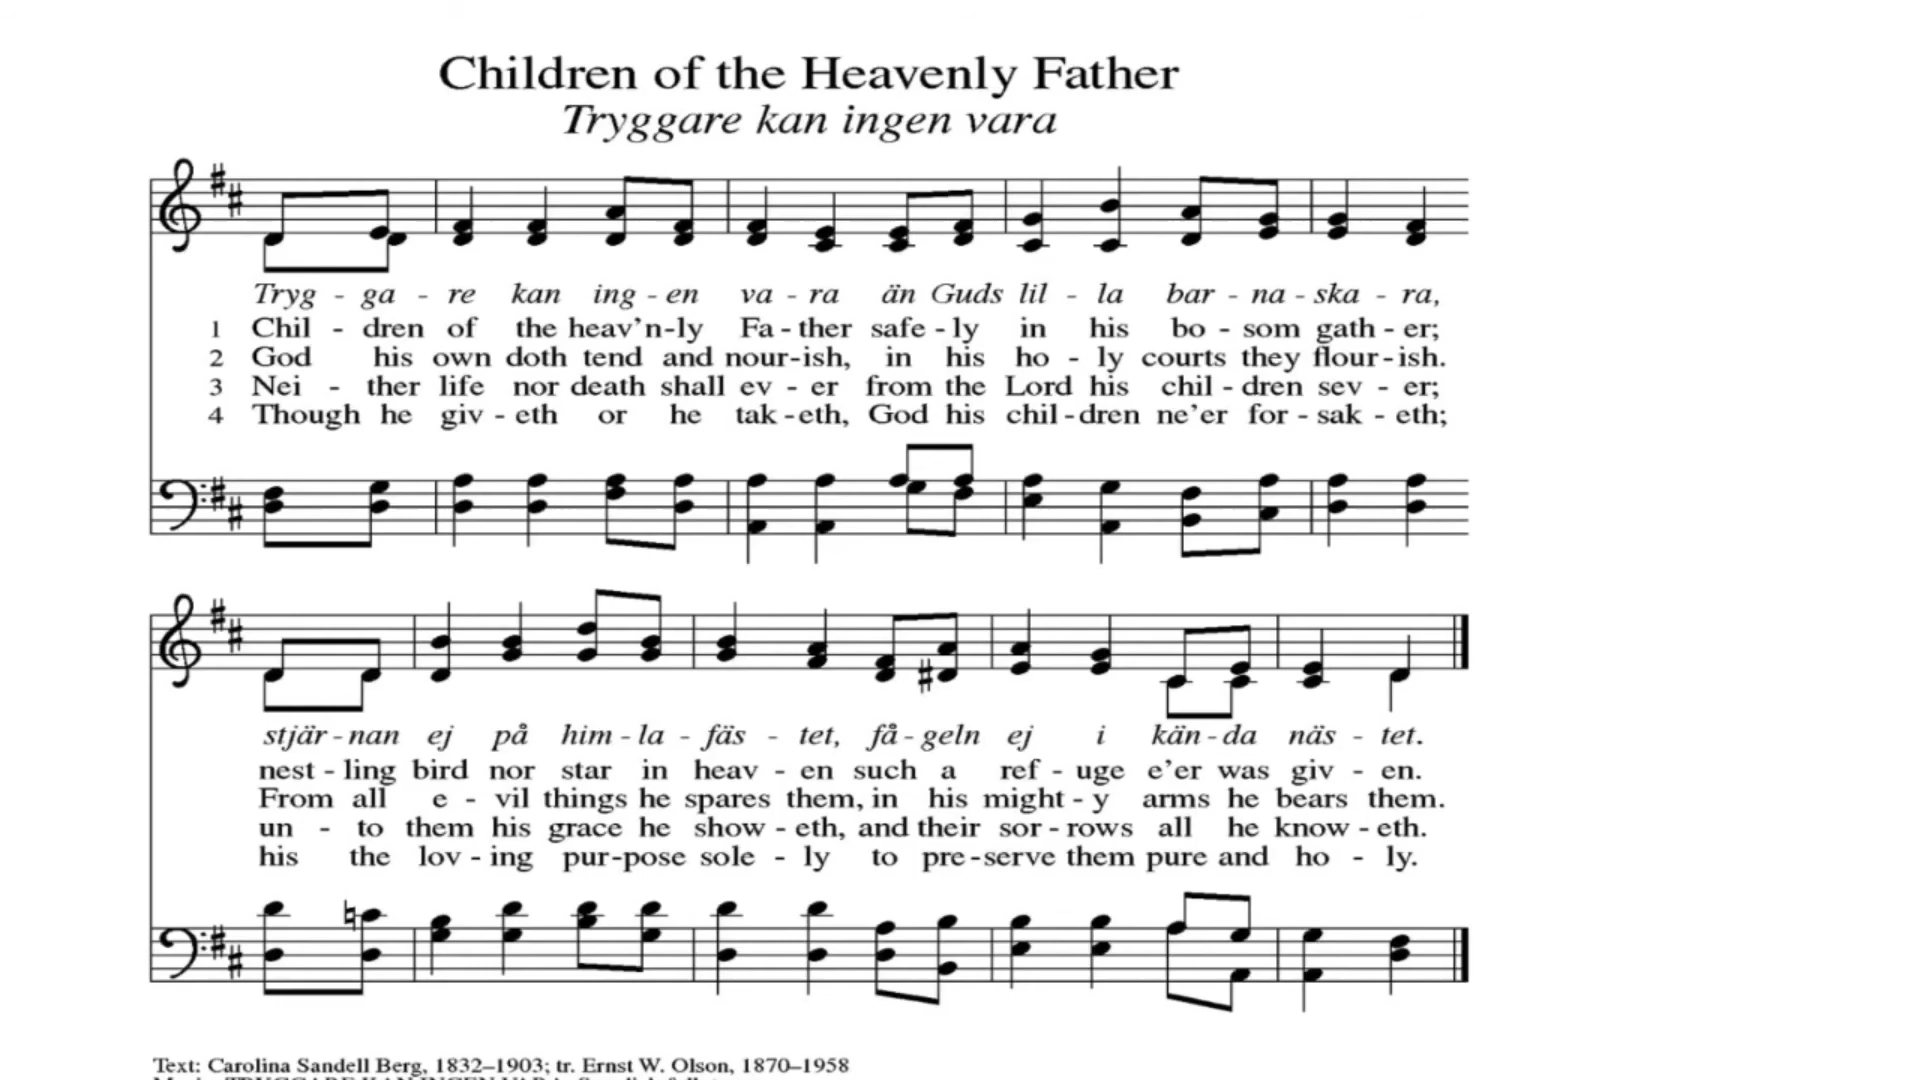 Children of the Heavenly Father
Tryggare kan ingen vara
Tryg - ga - re kan ing - en va - ra än Guds lil - la bar - na - ska - ra,
1 Chil - dren of the heav’n-ly Fa - ther safe - ly in his bo - som gath - er;
2 God his own doth tend and nour-ish, in his ho - ly courts they flour-ish.
3 Nei - ther life nor death shall ev - er from the Lord his chil - dren sev - er;
4 Though he giv - eth or he tak - eth, God his chil - dren ne’er for - sak - eth;
stjär - nan ej på him - la - fäs - tet, få - geln ej i kän - da näs - tet.
nest - ling bird nor star in heav - en such a ref - uge e’er was giv - en.
From all e - vil things he spares them, in his might - y arms he bears them.
un - to them his grace he show - eth, and their sor - rows all he know - eth.
his the lov - ing pur - pose sole - ly to pre - serve them pure and ho - ly.
Text: Carolina Sandell Berg, 1832–1903; tr. Ernst W. Olson, 1870–1958